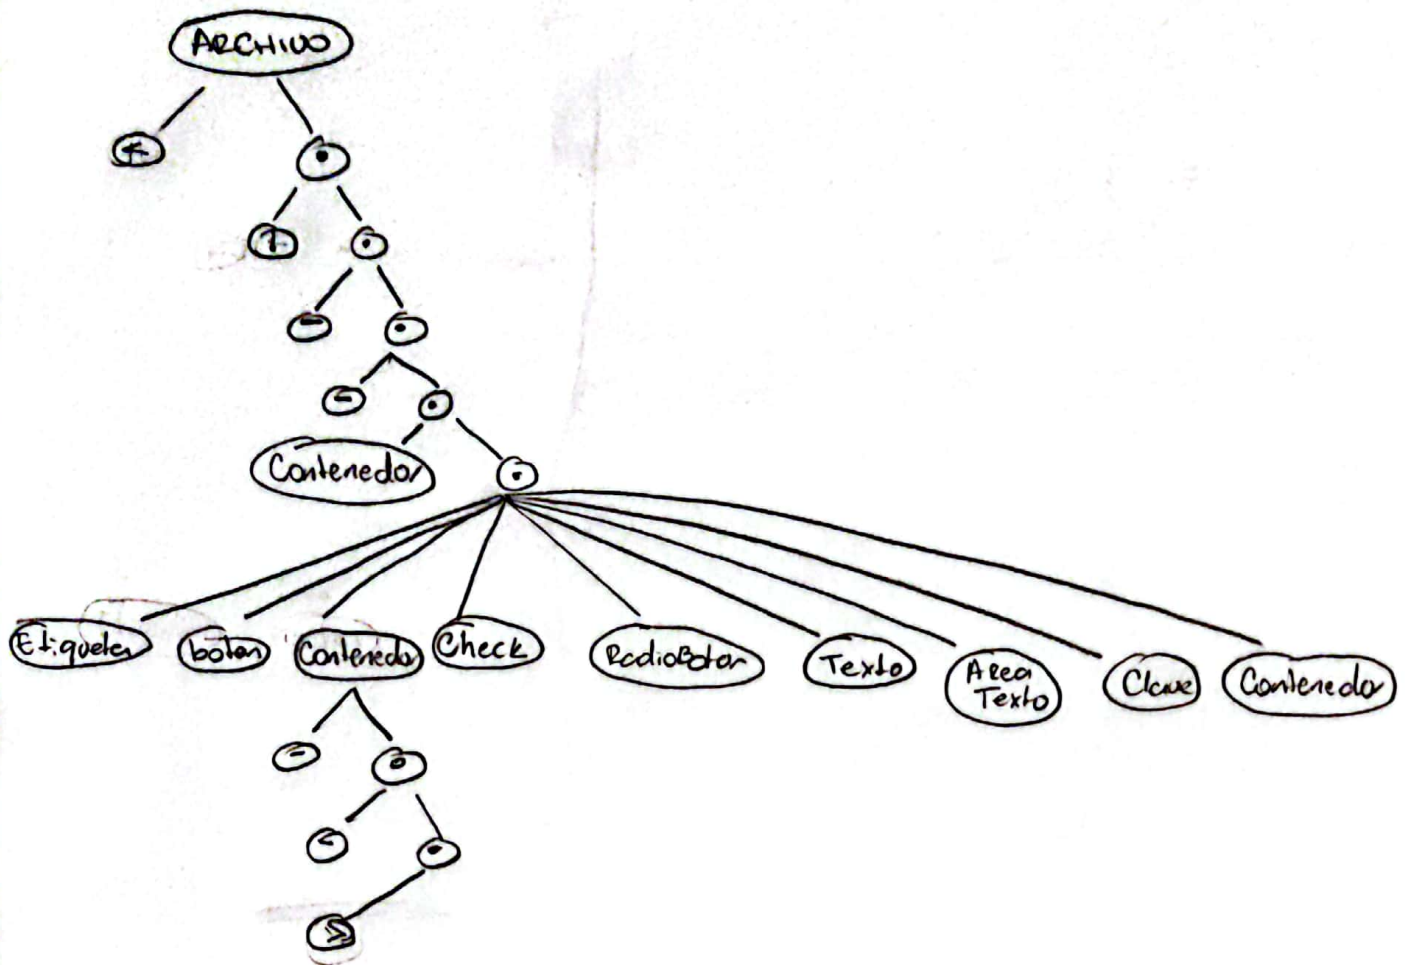 ARCHIVO
<
!
-
-
Contenedor
Etiqueta
boton
Contenedor
Check
RadioBoton
Texto
Area
Texto
Clave
Contenedor
-
<
>